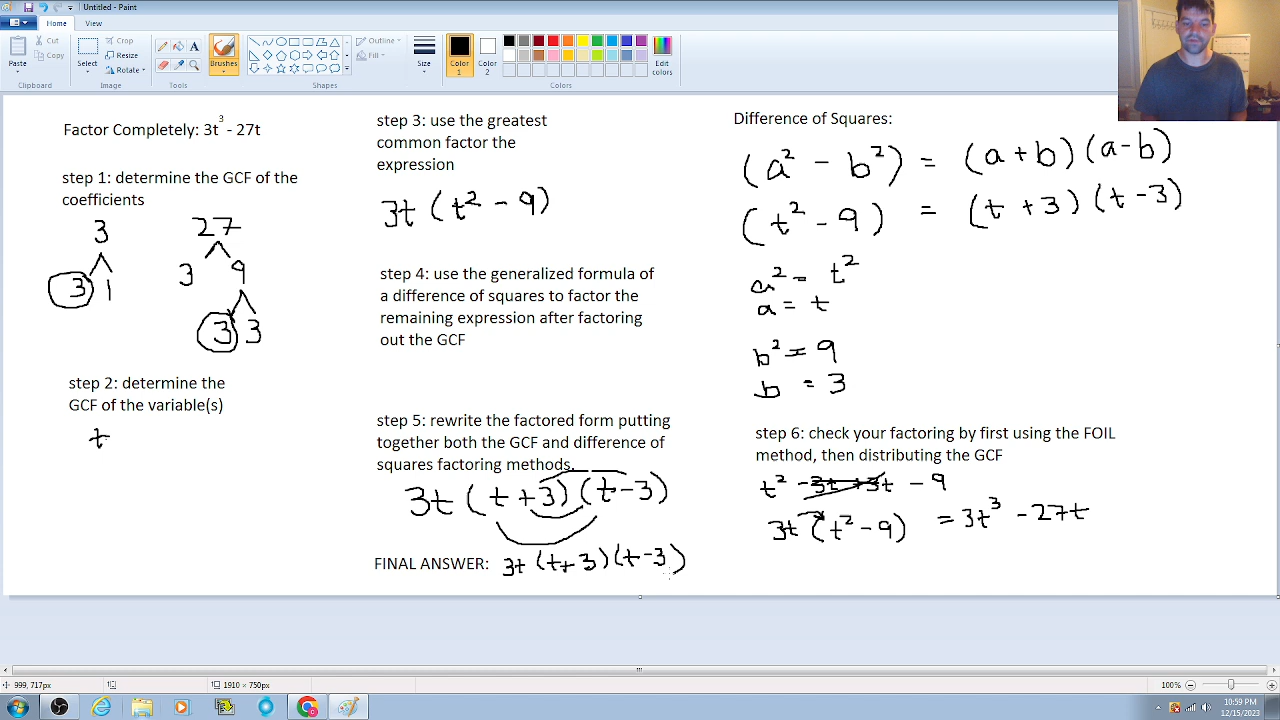 Untitled - Paint
Home
View
Paste
Cut
Copy
Clipboard
Select
Crop
Resize
Rotate
Image
Tools
Brushes
Shapes
Outline
Fill
Size
Color 1
Color 2
Edit colors
Colors
Factor Completely: 3t³ - 27t
step 1: determine the GCF of the
coefficients
3 27
3 1 3 9
3 3
step 2: determine the
GCF of the variable(s)
t
step 3: use the greatest
common factor the
expression
3t (t² - 9)
step 4: use the generalized formula of
a difference of squares to factor the
remaining expression after factoring
out the GCF
step 5: rewrite the factored form putting
together both the GCF and difference of
squares factoring methods.
3t (t + 3) (t - 3)
FINAL ANSWER: 3t (t + 3) (t - 3)
Difference of Squares:
(a² - b²) = (a + b) (a - b)
(t² - 9) = (t + 3) (t - 3)
a² = t²
a = t
b² = 9
b = 3
step 6: check your factoring by first using the FOIL
method, then distributing the GCF
t² - 3t + 3t - 9
3t (t² - 9) = 3t³ - 27t
999, 717px
1910 × 750px
100%
10:59 PM
12/15/2023